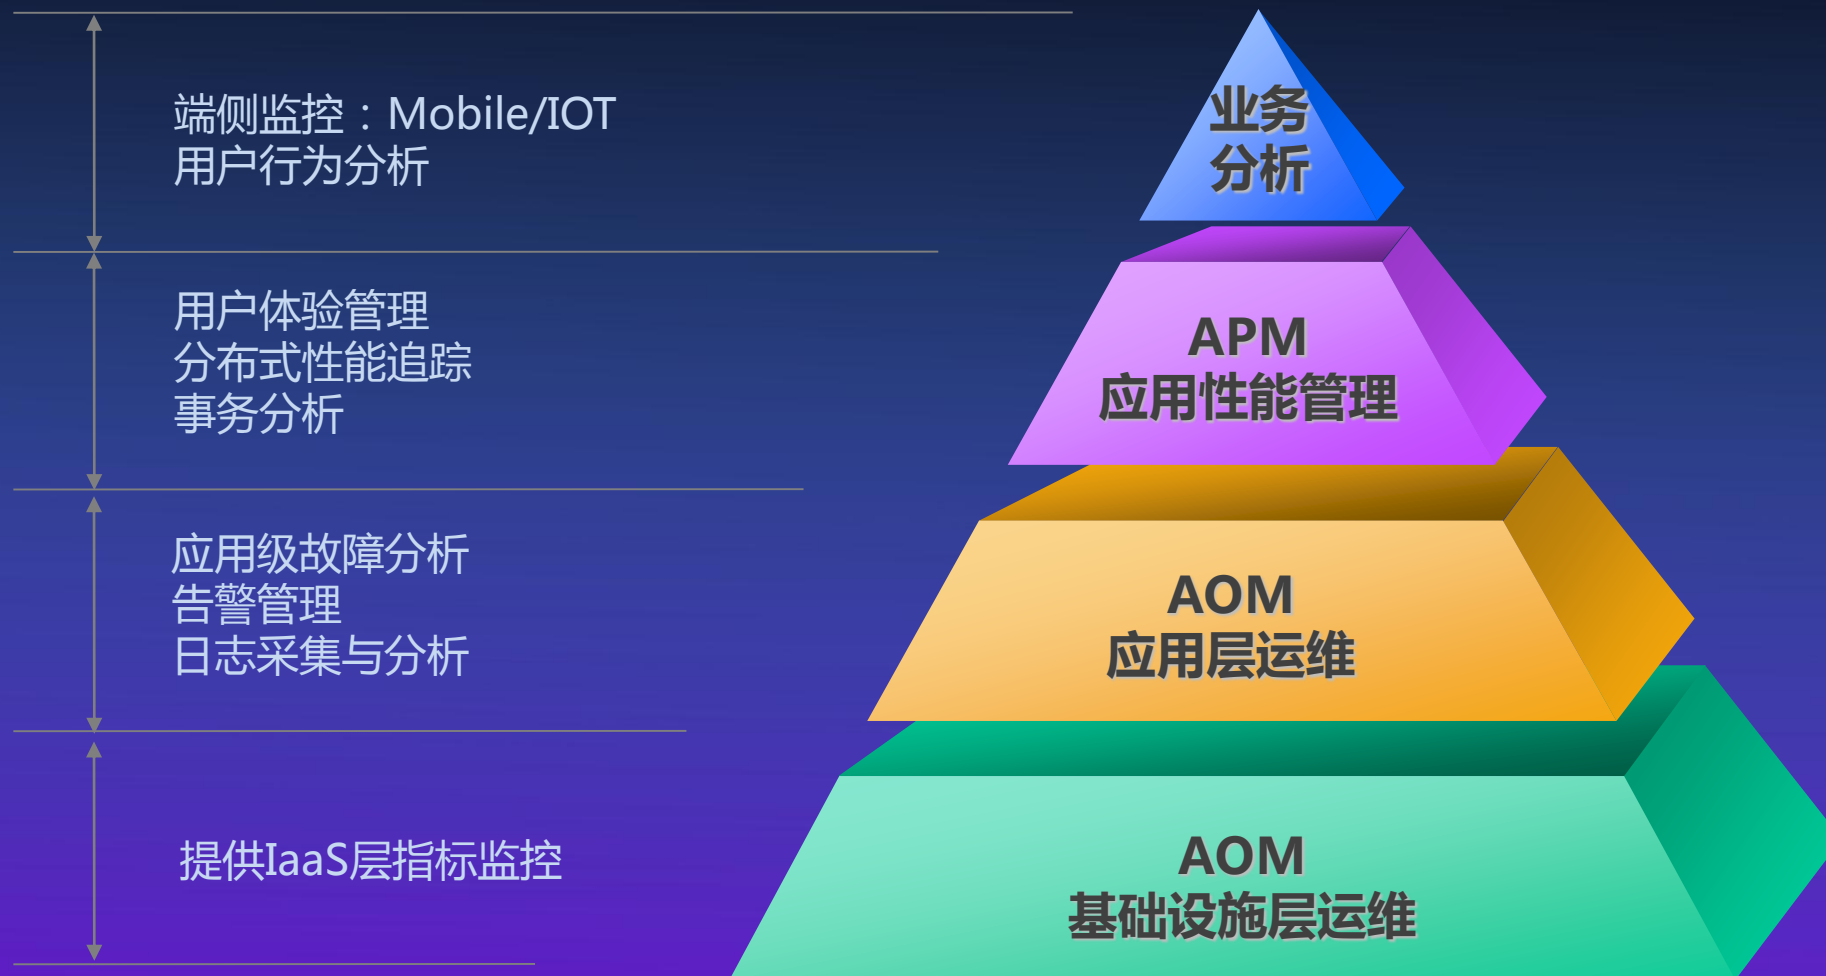 端侧监控：Mobile/IOT
用户行为分析
业务
分析
用户体验管理
分布式性能追踪
事务分析
APM
应用性能管理
应用级故障分析
告警管理
日志采集与分析
AOM
应用层运维
提供IaaS层指标监控
AOM
基础设施层运维